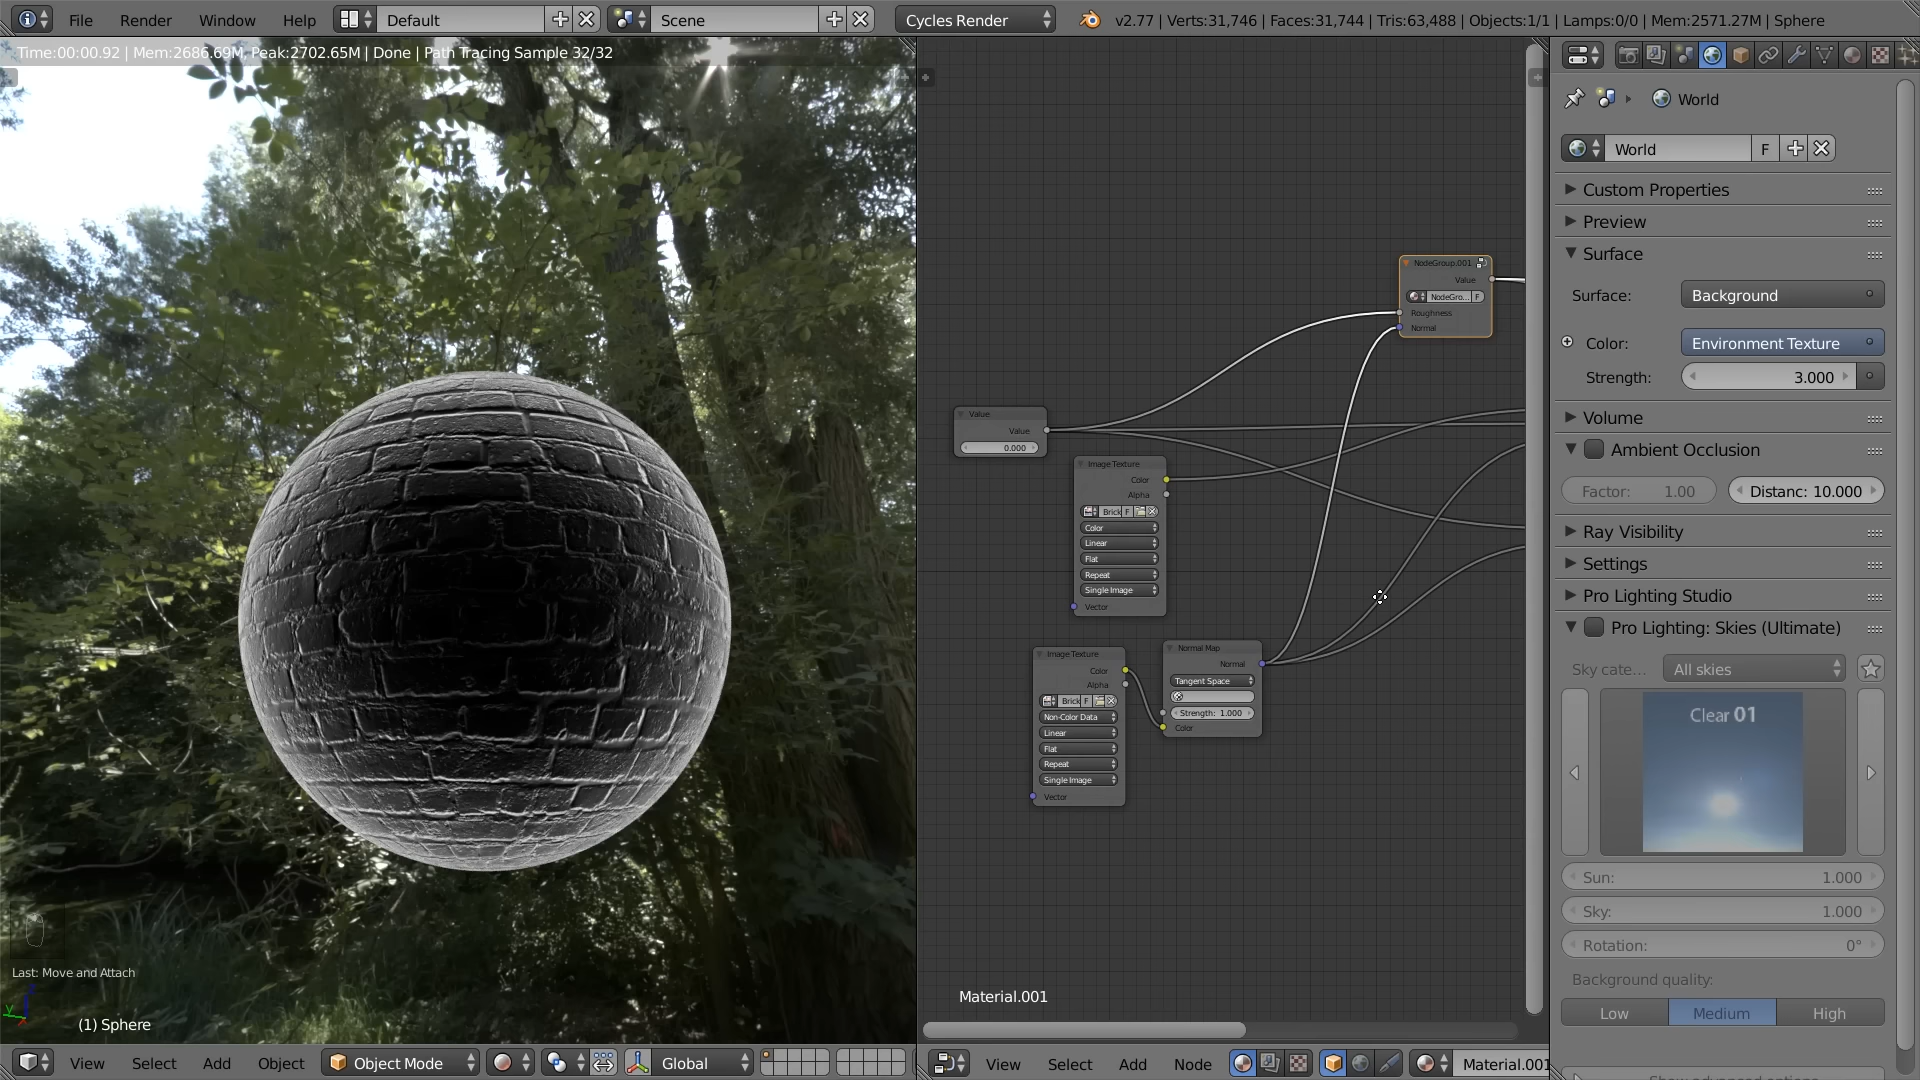 File Render Window Help Default Scene Cycles Render v2.77 | Verts:31,746 | Faces:31,744 | Tris:63,488 | Objects:1/1 | Lamps:0/0 | Mem:2571.27M | Sphere
Time:00:00.92 | Mem:2686.69M, Peak:2702.65M | Done | Path Tracing Sample 32/32
Last: Move and Attach
(1) Sphere
View Select Add Object Object Mode Global
NodeGroup.001
Value
NodeGro... F
Roughness
Normal
Value
Value
0.000
Image Texture
Color
Alpha
Brick F
Color
Linear
Flat
Repeat
Single Image
Vector
Image Texture
Color
Alpha
Brick F
Non-Color Data
Linear
Flat
Repeat
Single Image
Vector
Normal Map
Normal
Tangent Space
Strength: 1.000
Color
Material.001
View Select Add Node Material.001
World
World F
Custom Properties
Preview
Surface
Surface: Background
Color: Environment Texture
Strength: 3.000
Volume
Ambient Occlusion
Factor: 1.00 Distanc: 10.000
Ray Visibility
Settings
Pro Lighting Studio
Pro Lighting: Skies (Ultimate)
Sky cate... All skies
Clear 01
Sun: 1.000
Sky: 1.000
Rotation: 0°
Background quality:
Low Medium High